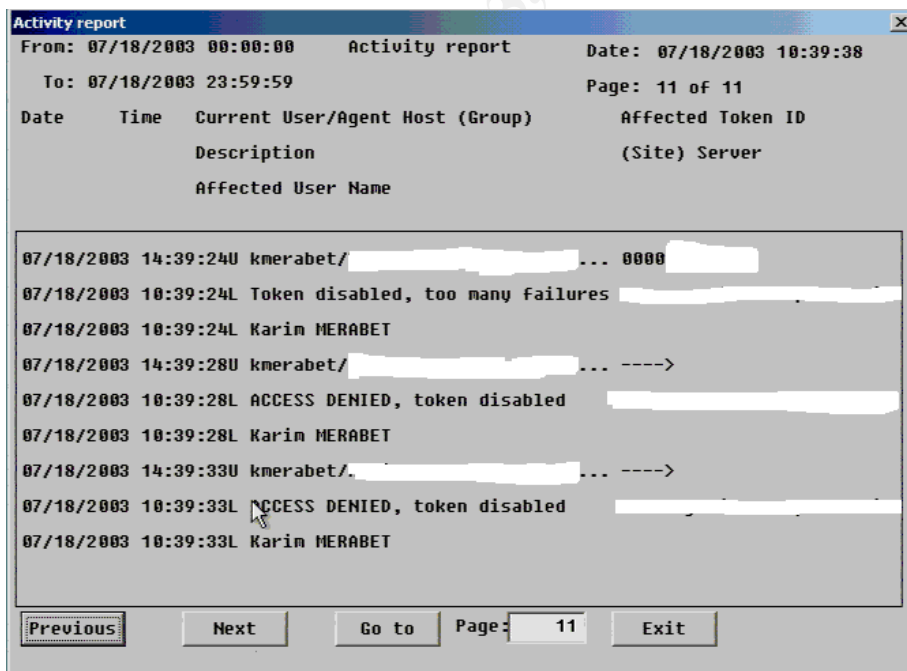 Activity report
From: 07/18/2003 00:00:00 Activity report Date: 07/18/2003 10:39:38
To: 07/18/2003 23:59:59 Page: 11 of 11
Date Time Current User/Agent Host (Group) Affected Token ID
Description (Site) Server
Affected User Name
07/18/2003 14:39:24U kmerabet/ ... 0000
07/18/2003 10:39:24L Token disabled, too many failures
07/18/2003 10:39:24L Karim MERABET
07/18/2003 14:39:28U kmerabet/ ... ---->
07/18/2003 10:39:28L ACCESS DENIED, token disabled
07/18/2003 10:39:28L Karim MERABET
07/18/2003 14:39:33U kmerabet/ ... ---->
07/18/2003 10:39:33L ACCESS DENIED, token disabled
07/18/2003 10:39:33L Karim MERABET
Previous Next Go to Page: 11 Exit